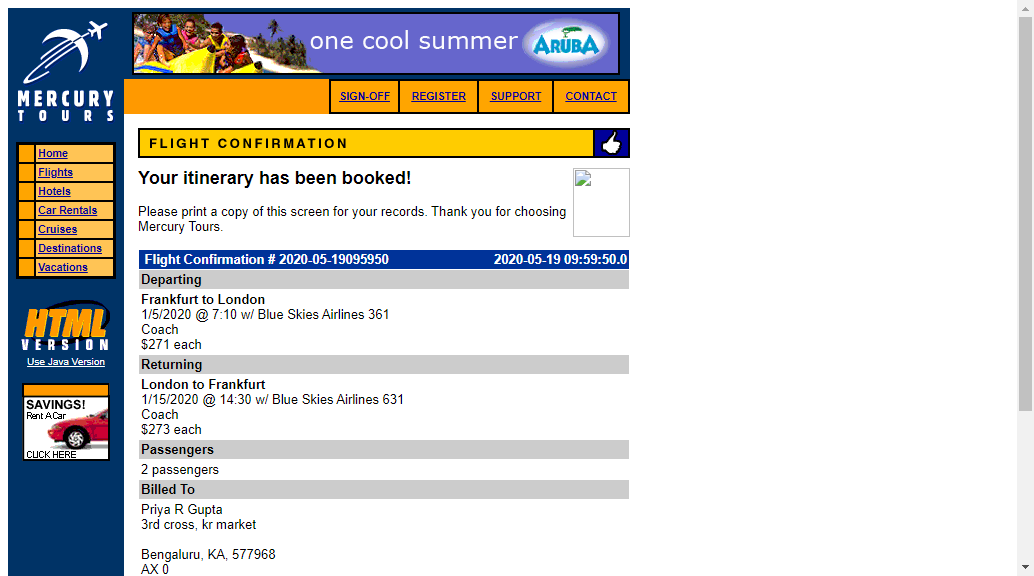 one cool summer ARUBA
MERCURY
TOURS
SIGN-OFF REGISTER SUPPORT CONTACT
FLIGHT CONFIRMATION
Home
Flights
Hotels
Car Rentals
Cruises
Destinations
Vacations
HTML
VERSION
Use Java Version
SAVINGS!
Rent A Car
CLICK HERE
Your itinerary has been booked!
Please print a copy of this screen for your records. Thank you for choosing
Mercury Tours.
Flight Confirmation # 2020-05-19095950 2020-05-19 09:59:50.0
Departing
Frankfurt to London
1/5/2020 @ 7:10 w/ Blue Skies Airlines 361
Coach
$271 each
Returning
London to Frankfurt
1/15/2020 @ 14:30 w/ Blue Skies Airlines 631
Coach
$273 each
Passengers
2 passengers
Billed To
Priya R Gupta
3rd cross, kr market
Bengaluru, KA, 577968
AX 0